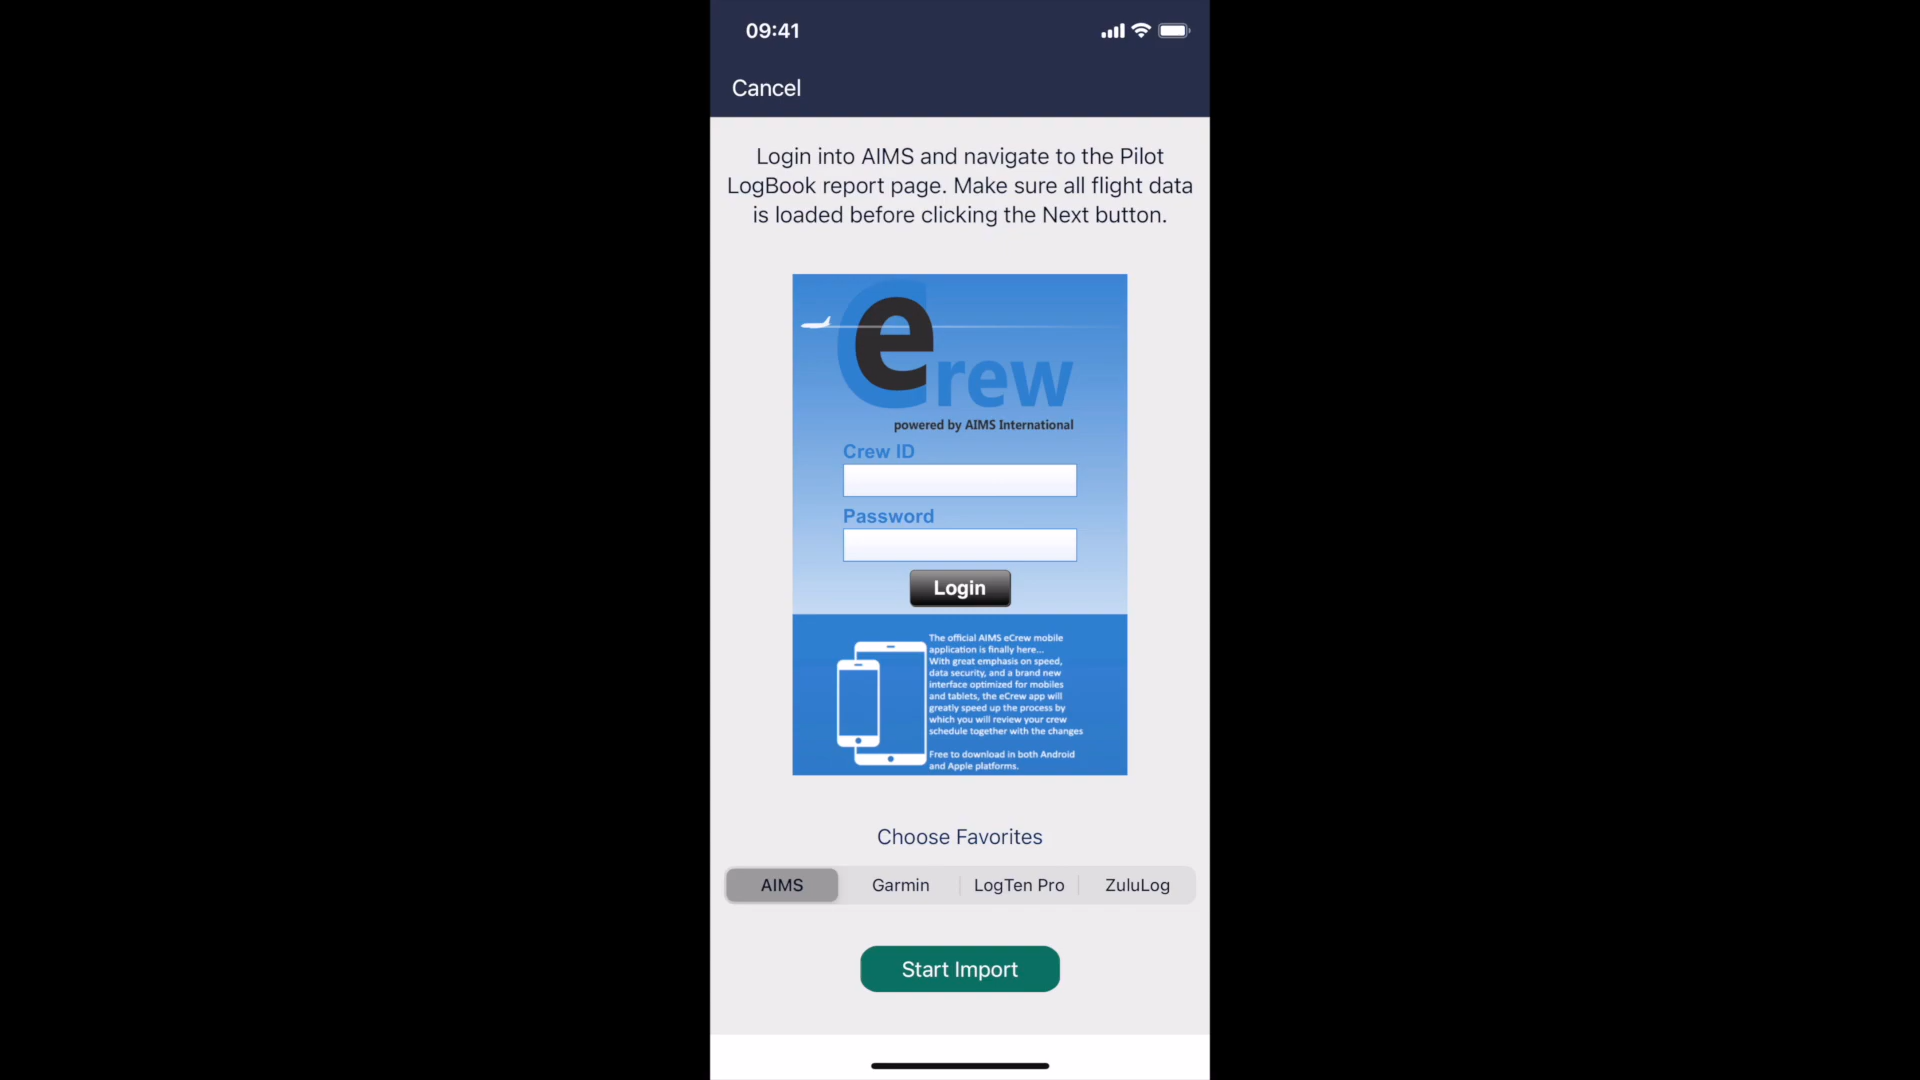 09:41
Cancel
Login into AIMS and navigate to the Pilot
LogBook report page. Make sure all flight data
is loaded before clicking the Next button.
eCrew
powered by AIMS International
Crew ID
Password
Login
The official AIMS eCrew mobile
application is finally here...
With great emphasis on speed,
data security, and a brand new
interface optimized for mobiles
and tablets, the eCrew app will
greatly speed up the process by
which you will review your crew
schedule together with the changes
Free to download in both Android
and Apple platforms.
Choose Favorites
AIMS Garmin LogTen Pro ZuluLog
Start Import